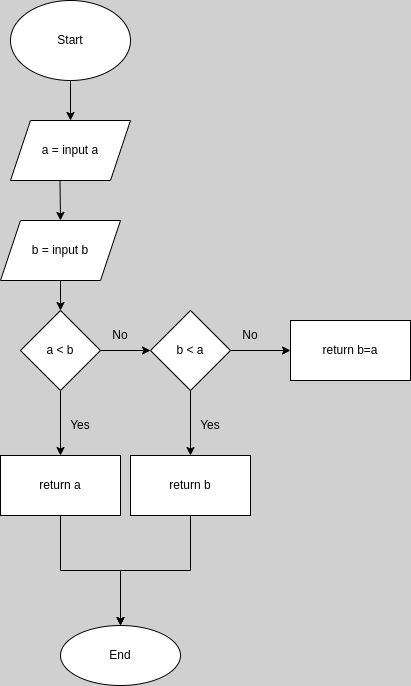 Start
a = input a
b = input b
a < b
No
b < a
No
return b=a
Yes
Yes
return a
return b
End